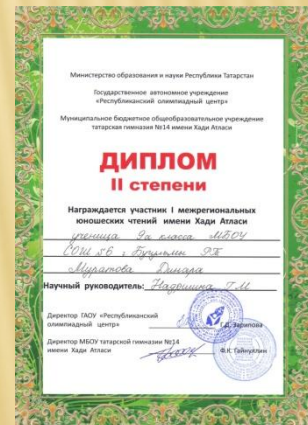 Министерство образования и науки Республики Татарстан
Государственное автономное учреждение
«Республиканский олимпиадный центр»
Муниципальное бюджетное общеобразовательное учреждение
татарская гимназия №14 имени Хади Атласи
ДИПЛОМ
II степени
Награждается участник I межрегиональных
юношеских чтений имени Хади Атласи
ученица 9а класса МБОУ
СОШ №6 г. Бугульмы РТ
Муратова Динара
Научный руководитель: Надошина Г.М
Директор ГАОУ «Республиканский
олимпиадный центр»
Т.Д. Зарипова
Директор МБОУ татарской гимназии №14
имени Хади Атласи
Ф.К. Гайнуллин